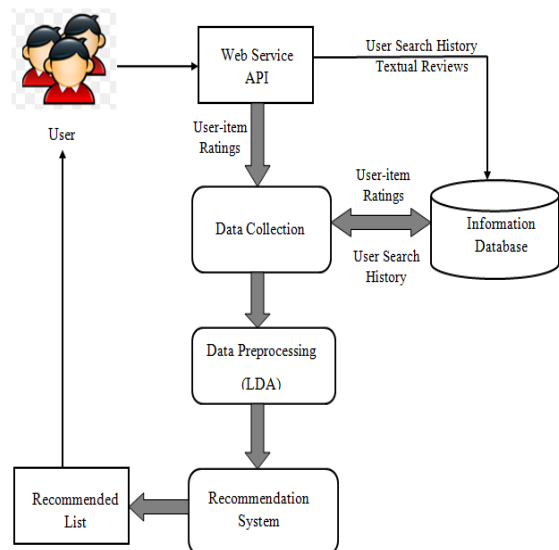 Web Service
API
User Search History
Textual Reviews
User
User-item
Ratings
User-item
Ratings
Data Collection
Information
Database
User Search
History
Data Preprocessing
(LDA)
Recommended
List
Recommendation
System